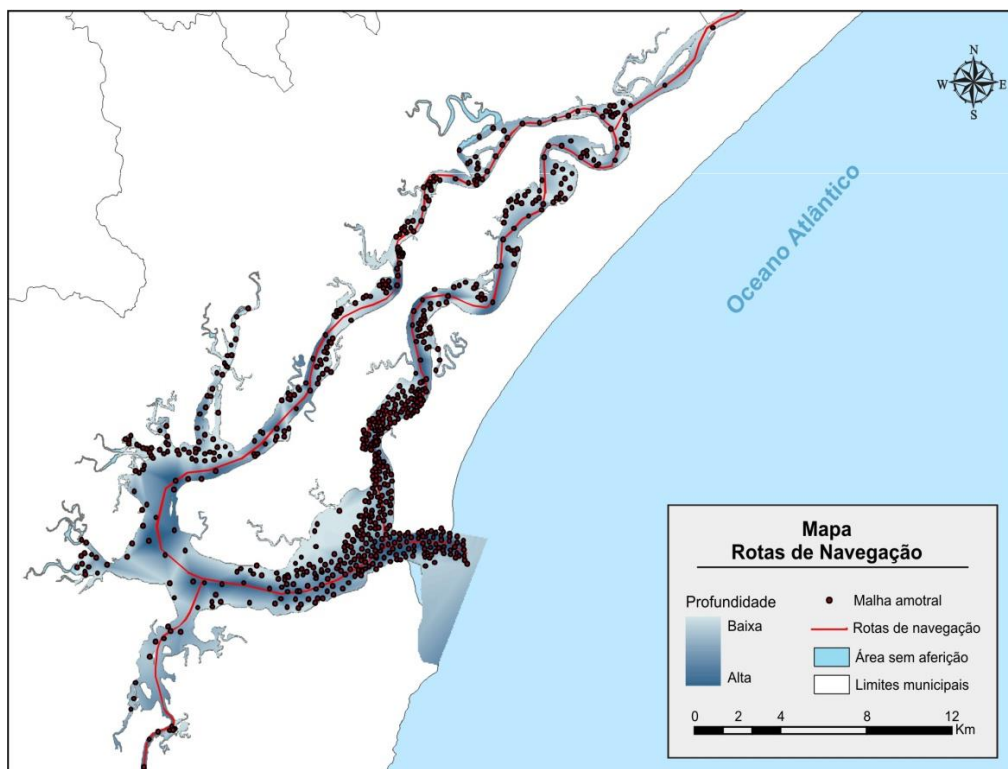 N
W E
S
Oceano Atlântico
Mapa
Rotas de Navegação
Profundidade
Baixa
Alta
Malha amotral
Rotas de navegação
Área sem aferição
Limites municipais
0 2 4 8 12
Km